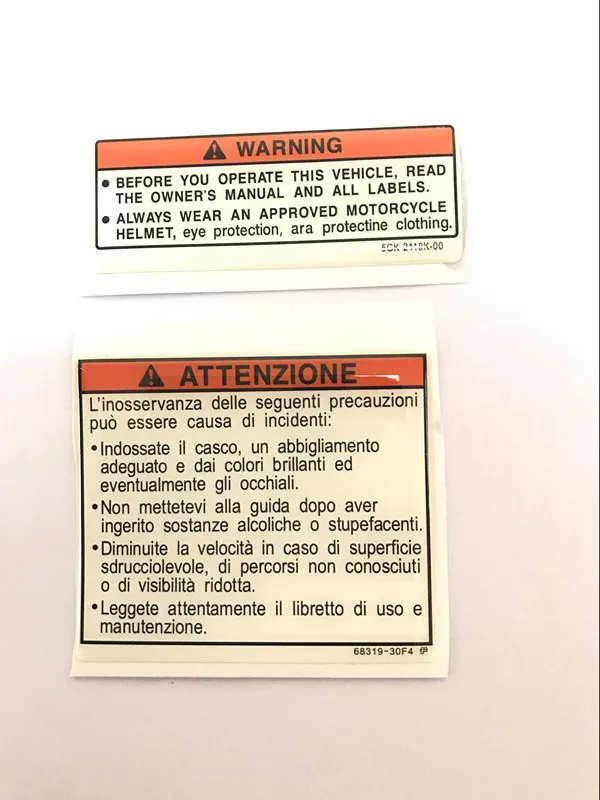 WARNING
• BEFORE YOU OPERATE THIS VEHICLE, READ
THE OWNER'S MANUAL AND ALL LABELS.
• ALWAYS WEAR AN APPROVED MOTORCYCLE
HELMET, eye protection, ara protectine clothing.
5GK 2118K-00
ATTENZIONE
L'inosservanza delle seguenti precauzioni
può essere causa di incidenti:
• Indossate il casco, un abbigliamento
adeguato e dai colori brillanti ed
eventualmente gli occhiali.
• Non mettetevi alla guida dopo aver
ingerito sostanze alcoliche o stupefacenti.
• Diminuite la velocità in caso di superficie
sdrucciolevole, di percorsi non conosciuti
o di visibilità ridotta.
• Leggete attentamente il libretto di uso e
manutenzione.
68319-30F4